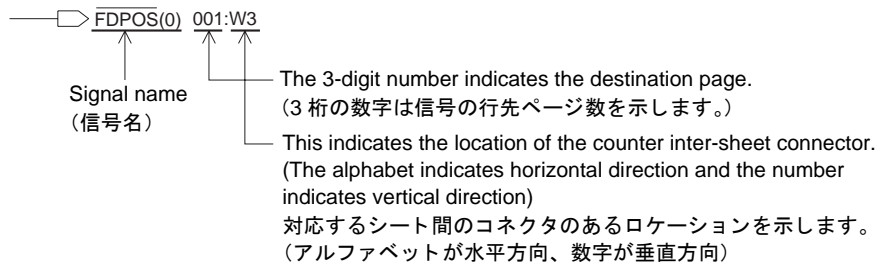 FDPOS(0) 001:W3
Signal name
（信号名）
The 3-digit number indicates the destination page.
（3 桁の数字は信号の行先ページ数を示します。）
This indicates the location of the counter inter-sheet connector.
(The alphabet indicates horizontal direction and the number
indicates vertical direction)
対応するシート間のコネクタのあるロケーションを示します。
（アルファベットが水平方向、数字が垂直方向）